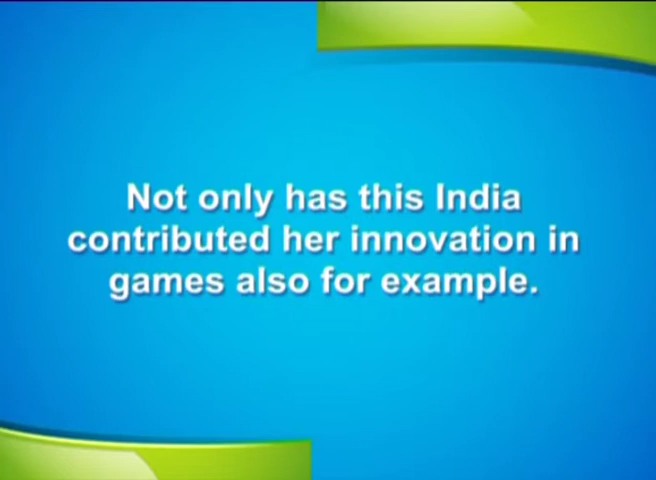 Not only has this India
contributed her innovation in
games also for example.